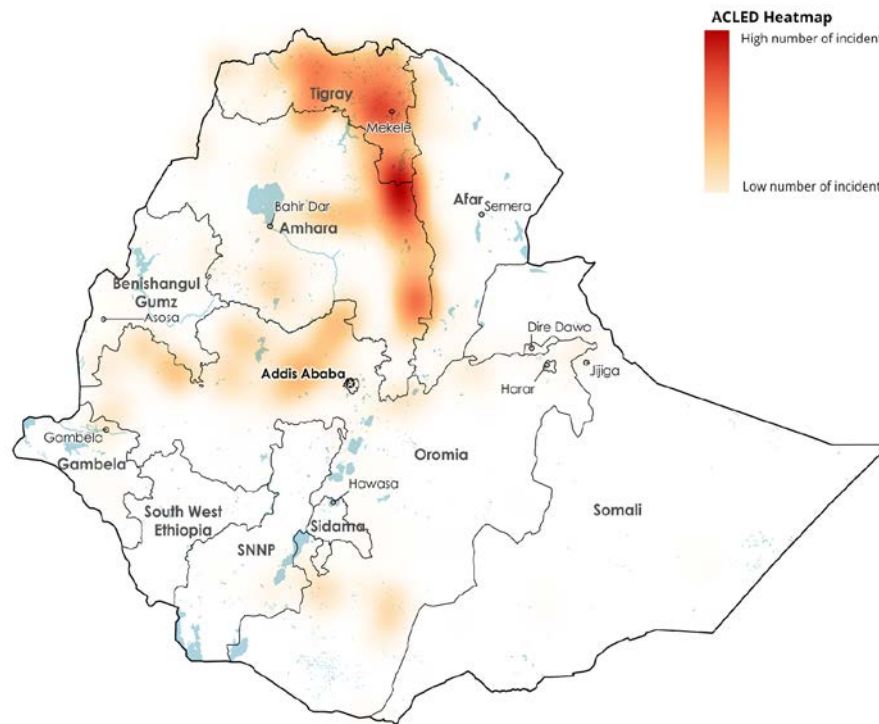 ACLED Heatmap
High number of incident
Low number of incident
Tigray
Mekele
Afar
Semera
Bahir Dar
Amhara
Benishangul
Gumz
Asosa
Dire Dawa
Addis Ababa
Harar
Jijiga
Gambela
Gambela
Oromia
Hawasa
South West
Ethiopia
Sidama
Somali
SNNP